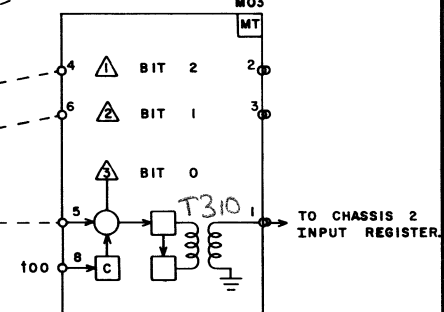 M03
MT
4 1 BIT 2 2
6 2 BIT 1 3
3 BIT 0
T310
5 1 TO CHASSIS 2
INPUT REGISTER.
too 8 C